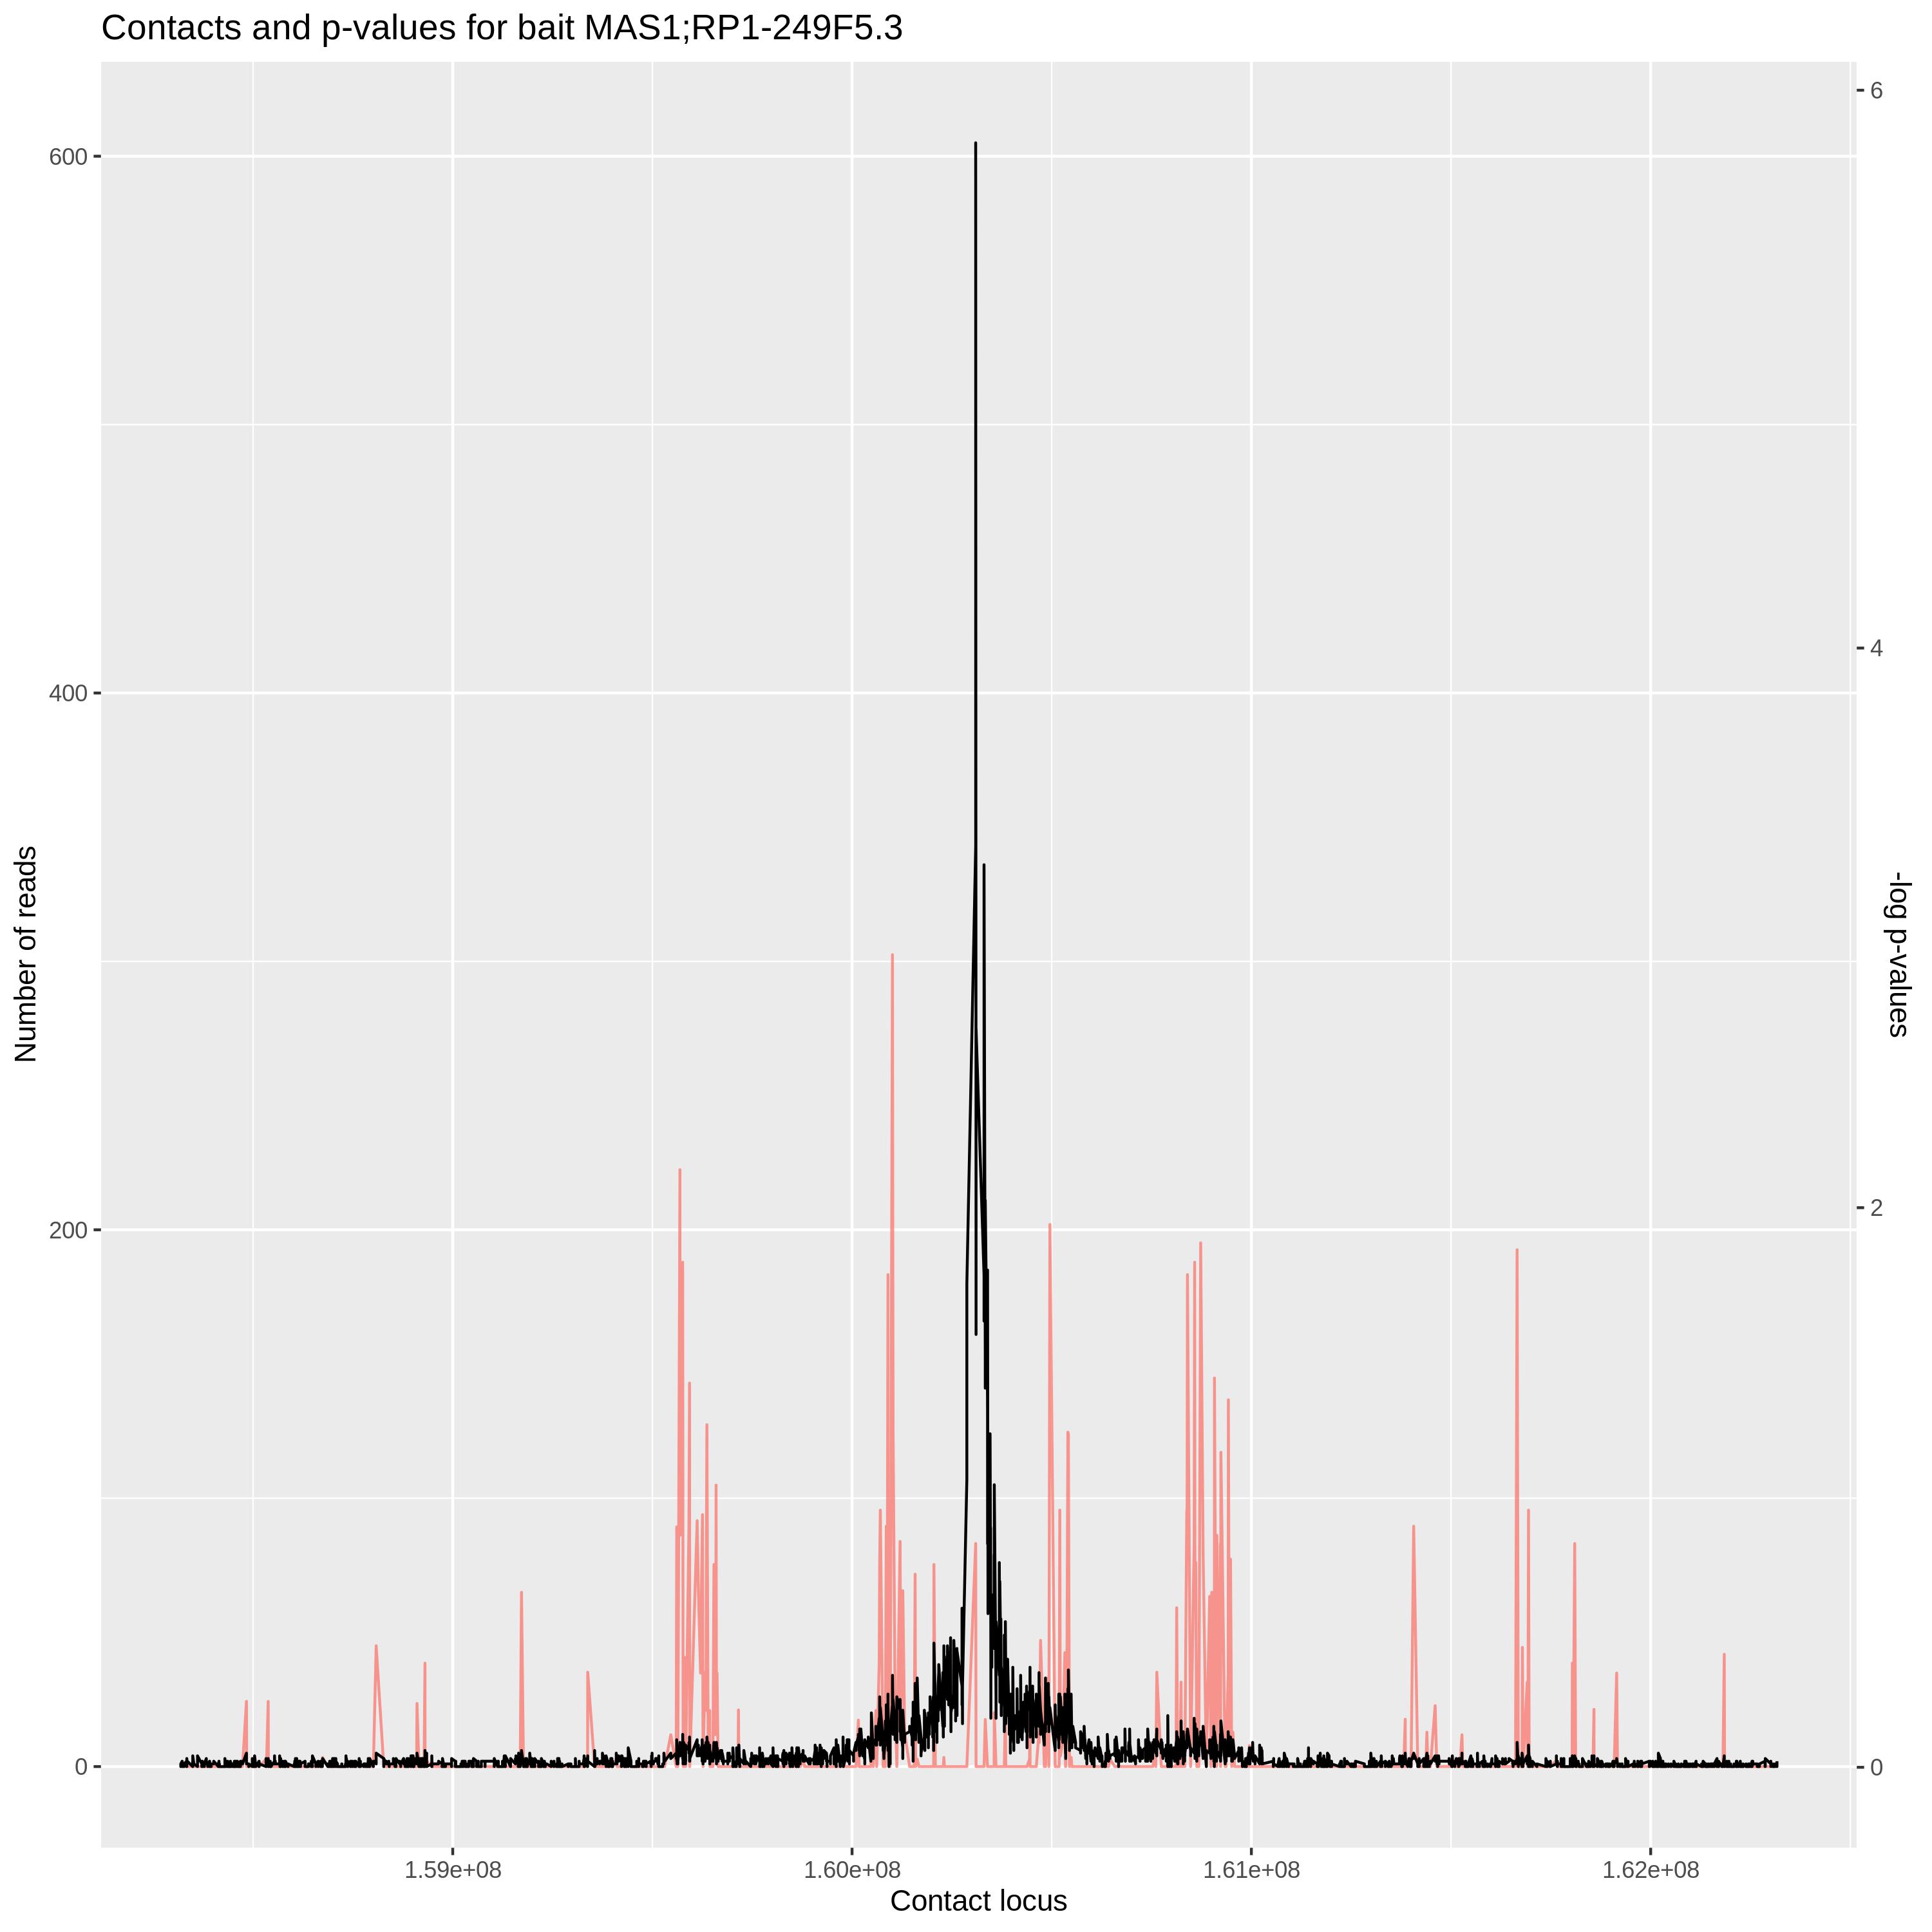 Contacts and p-values for bait MAS1;RP1-249F5.3
6
600
4
400
Number of reads
-log p-values
2
200
0
0
1.59e+08
1.60e+08
1.61e+08
1.62e+08
Contact locus